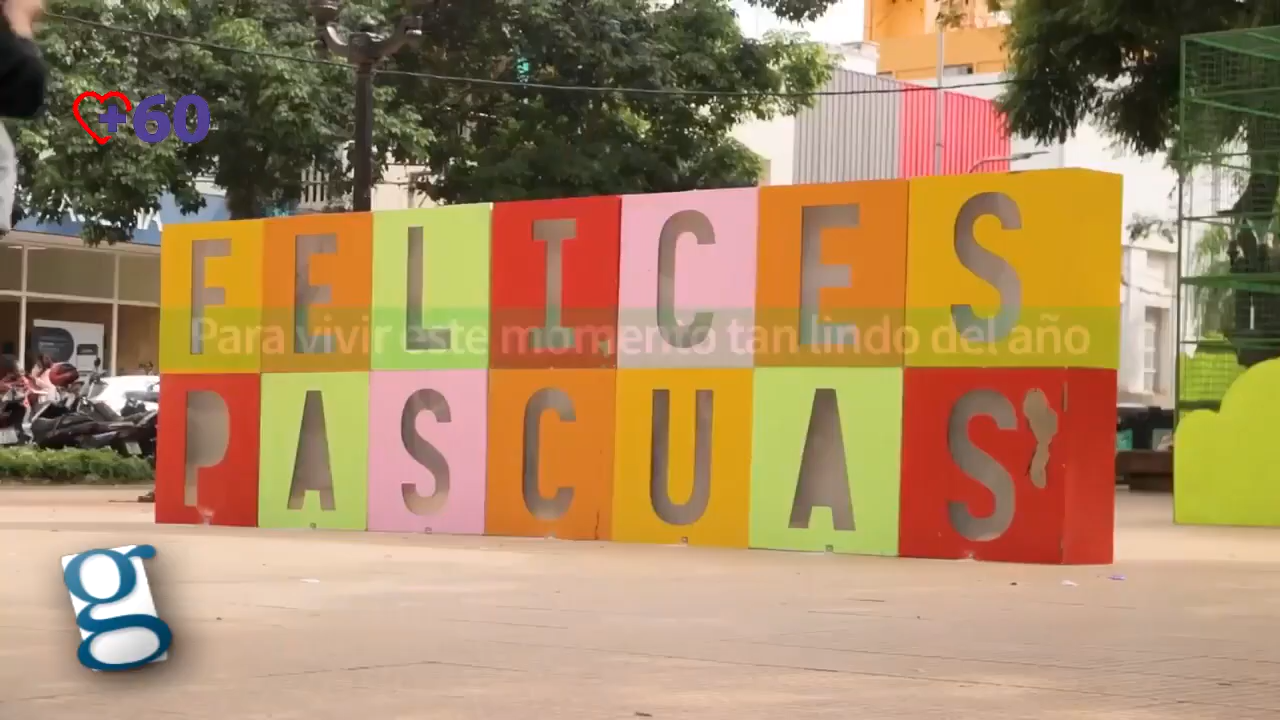 +60
FELICES
Para vivir este momento tan lindo del año
PASCUAS
g